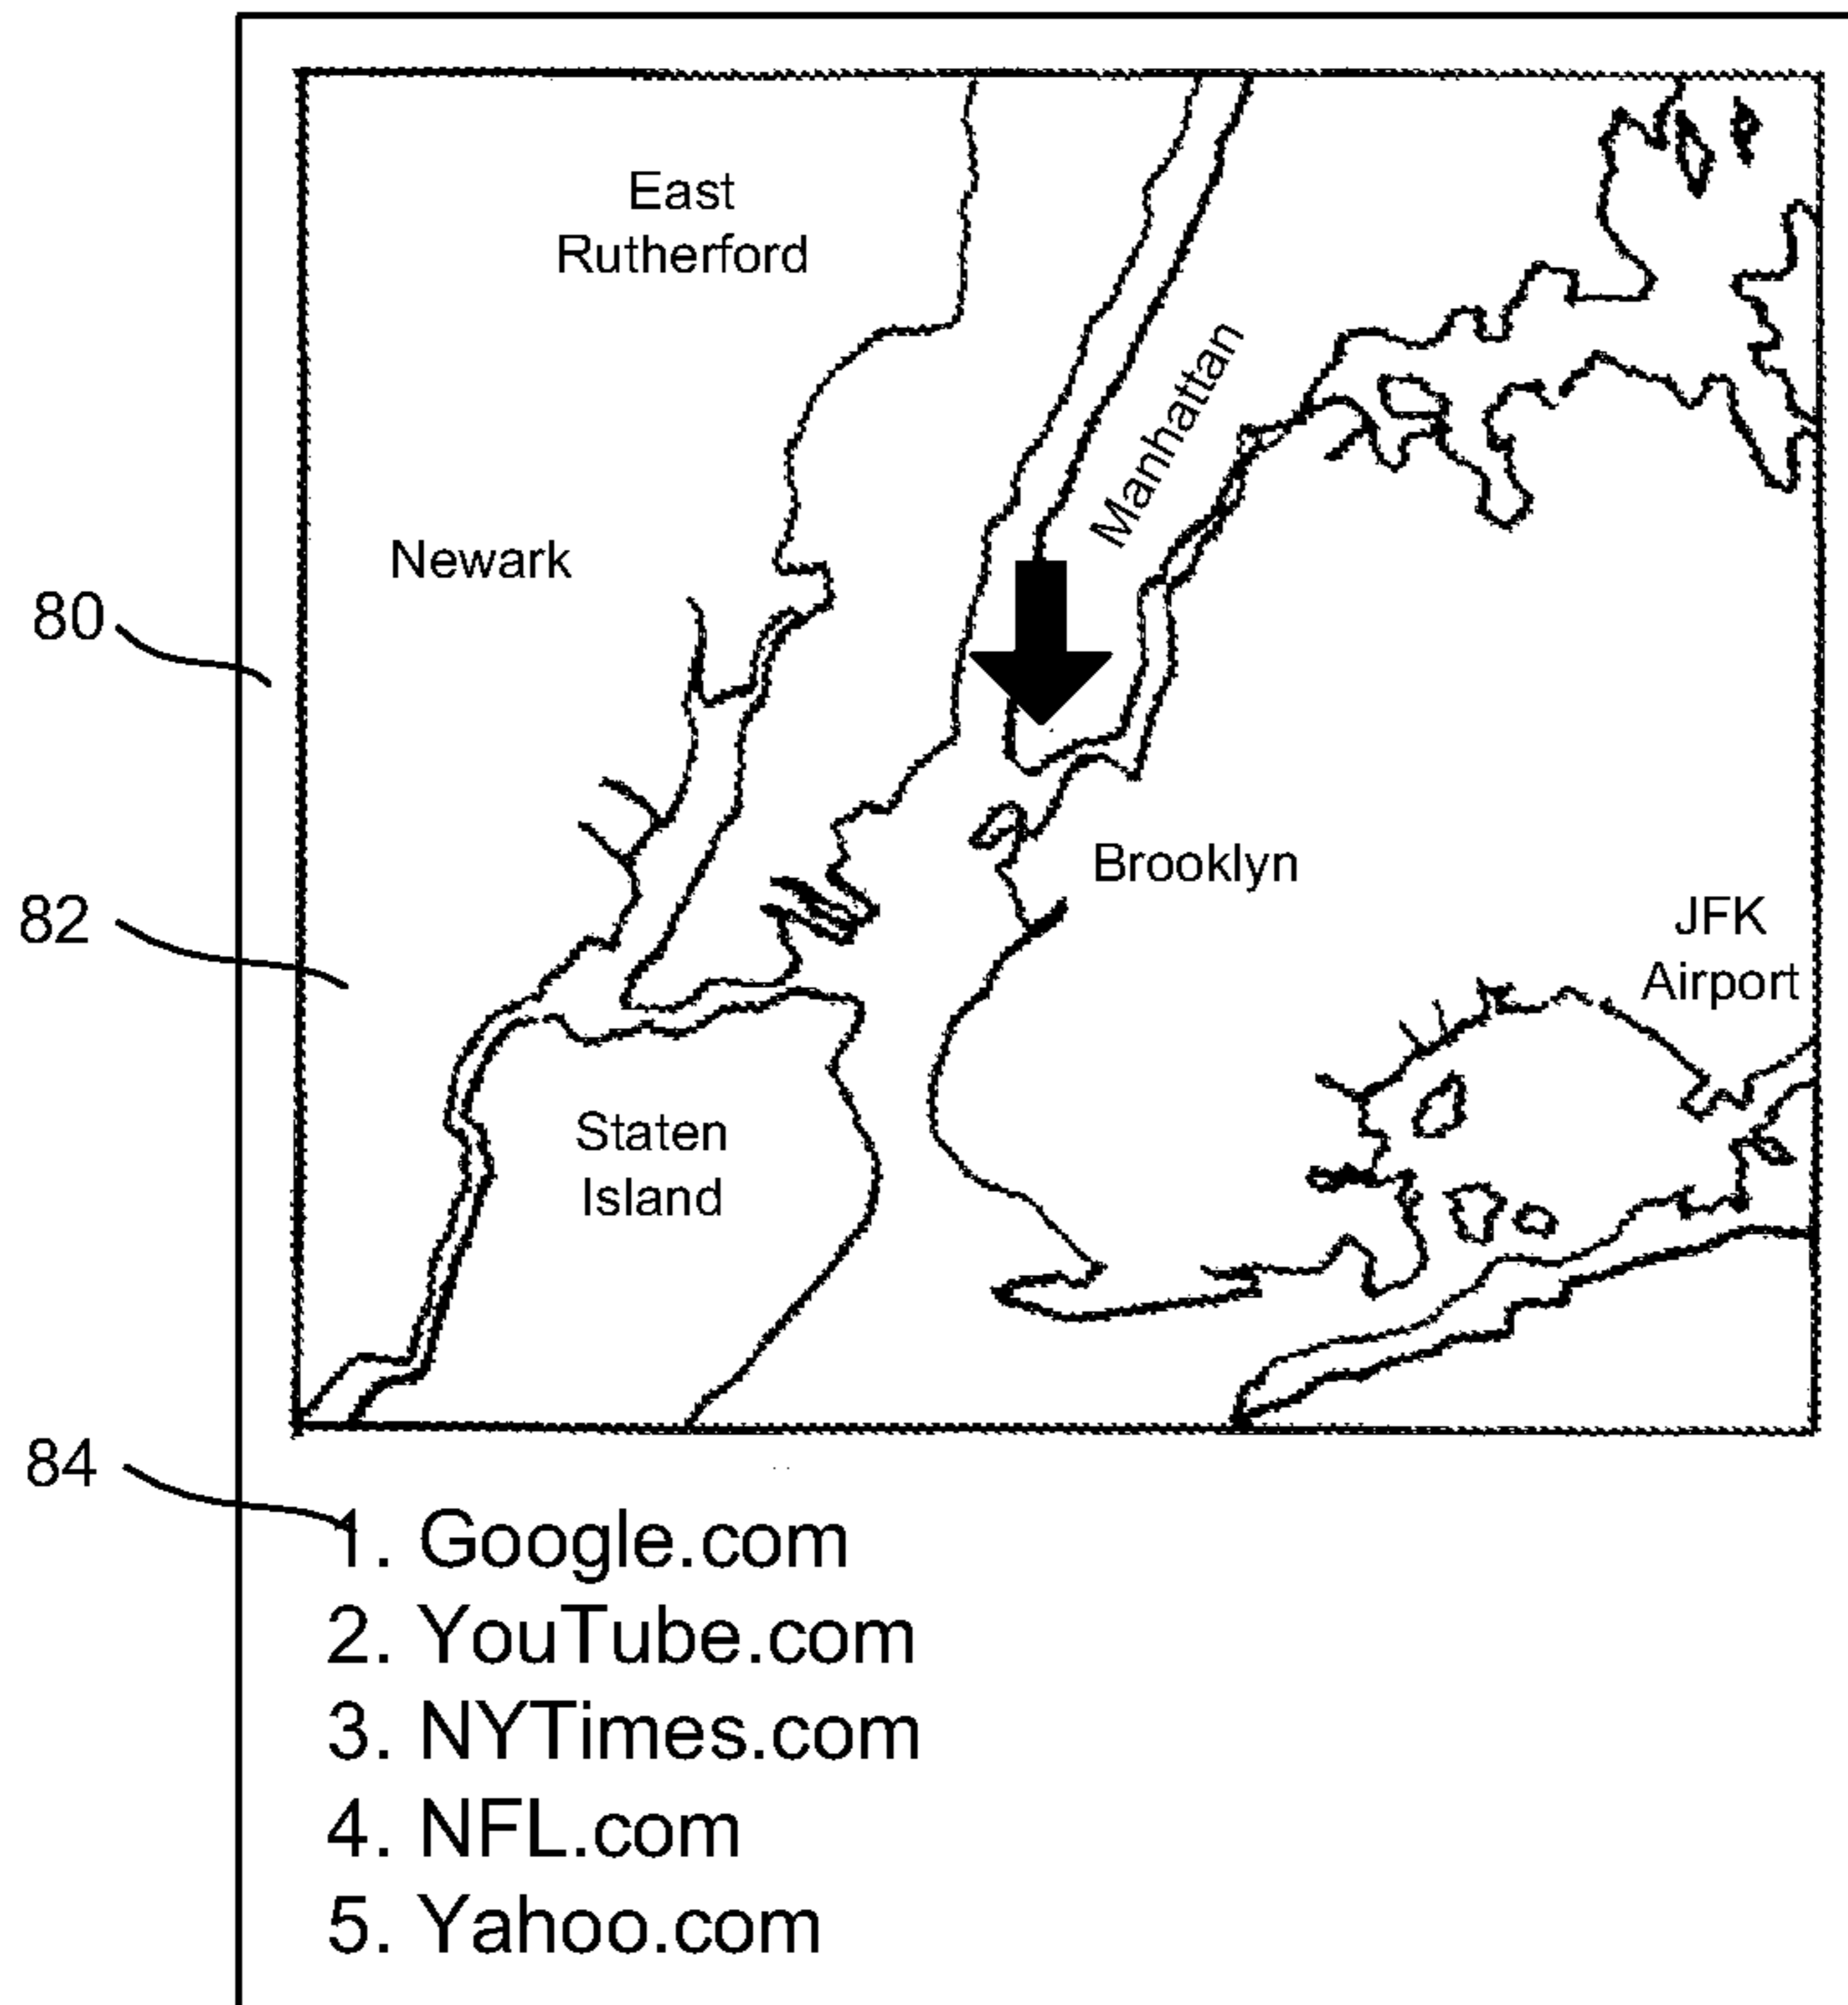 East
Rutherford
Manhattan
Newark
80
Brooklyn
82
JFK
Airport
Staten
Island
84
1. Google.com
2. YouTube.com
3. NYTimes.com
4. NFL.com
5. Yahoo.com